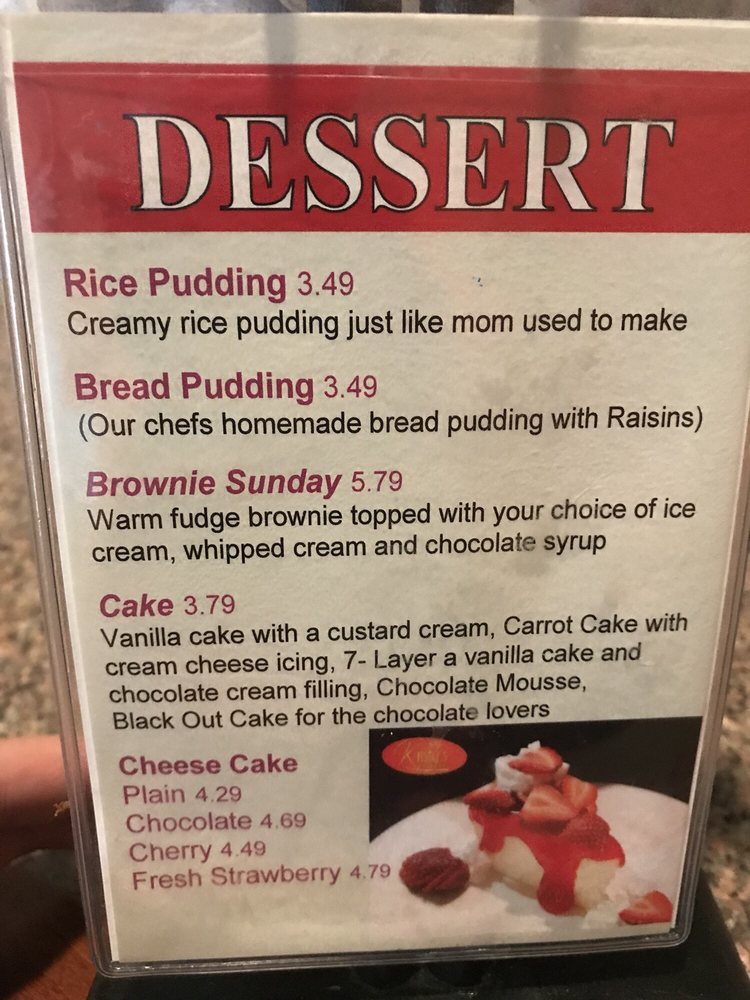 DESSERT
Rice Pudding 3.49
Creamy rice pudding just like mom used to make
Bread Pudding 3.49
(Our chefs homemade bread pudding with Raisins)
Brownie Sunday 5.79
Warm fudge brownie topped with your choice of ice
cream, whipped cream and chocolate syrup
Cake 3.79
Vanilla cake with a custard cream, Carrot Cake with
cream cheese icing, 7- Layer a vanilla cake and
chocolate cream filling, Chocolate Mousse,
Black Out Cake for the chocolate lovers
Cheese Cake
Plain 4.29
Chocolate 4.69
Cherry 4.49
Fresh Strawberry 4.79